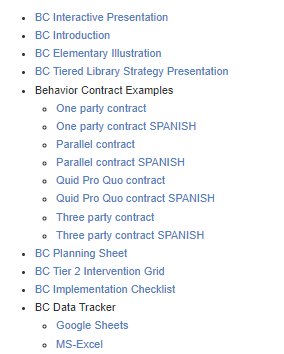 BC Interactive Presentation
BC Introduction
BC Elementary Illustration
BC Tiered Library Strategy Presentation
Behavior Contract Examples
One party contract
One party contract SPANISH
Parallel contract
Parallel contract SPANISH
Quid Pro Quo contract
Quid Pro Quo contract SPANISH
Three party contract
Three party contract SPANISH
BC Planning Sheet
BC Tier 2 Intervention Grid
BC Implementation Checklist
BC Data Tracker
Google Sheets
MS-Excel